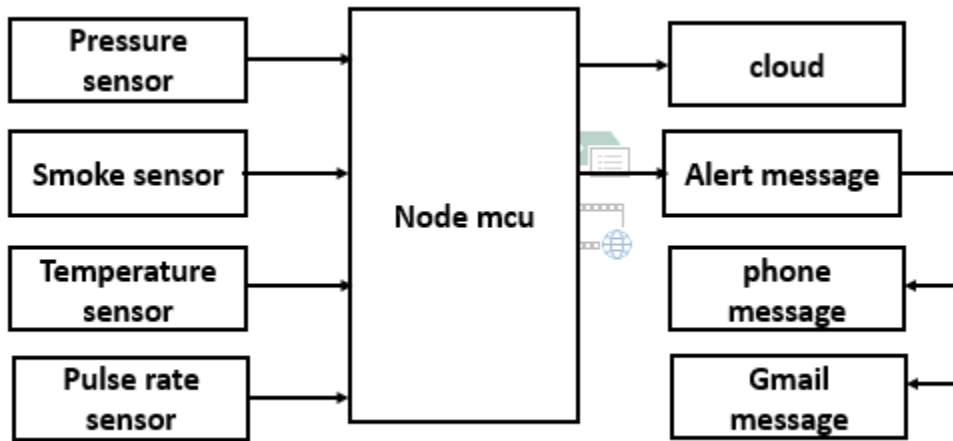 Pressure
sensor
Smoke sensor
Temperature
sensor
Pulse rate
sensor
Node mcu
cloud
Alert message
phone
message
Gmail
message